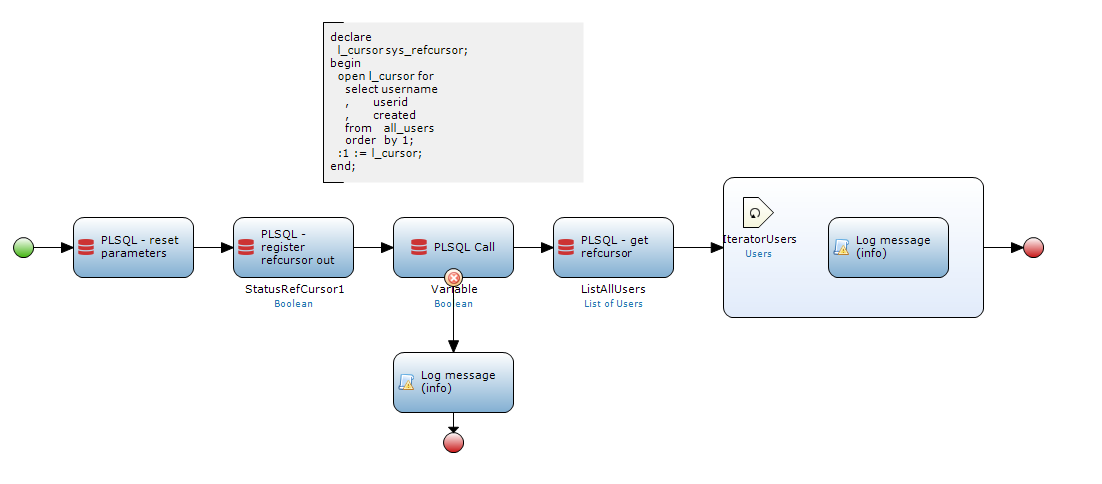 declare
l_cursor sys_refcursor;
begin
open l_cursor for
select username
, userid
, created
from all_users
order by 1;
:1 := l_cursor;
end;
PLSQL - reset
parameters
PLSQL -
register
refcursor out
StatusRefCursor1
Boolean
PLSQL Call
Variable
Boolean
PLSQL - get
refcursor
ListAllUsers
List of Users
IteratorUsers
Users
Log message
(info)
Log message
(info)